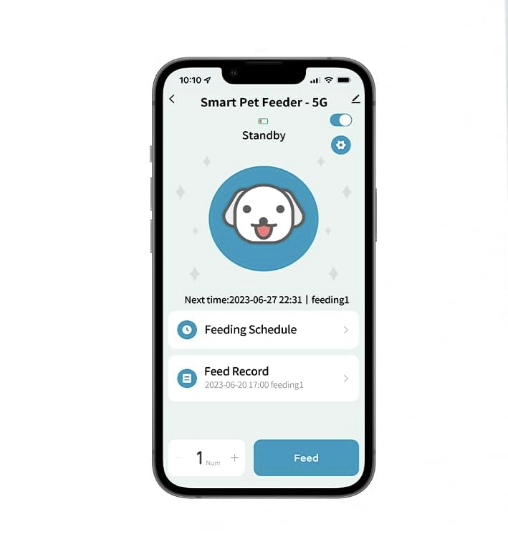 10:10
Smart Pet Feeder - 5G
Standby
Next time:2023-06-27 22:31 | feeding1
Feeding Schedule
Feed Record
2023-06-20 17:00 feeding1
1 Num
Feed